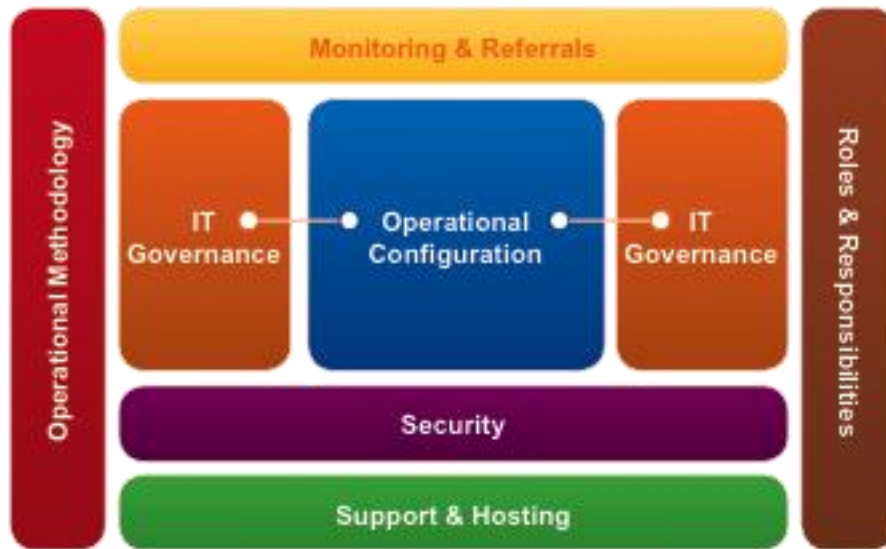 Operational Methodology
Monitoring & Referrals
IT
Governance
Operational
Configuration
IT
Governance
Security
Support & Hosting
Roles & Responsibilities